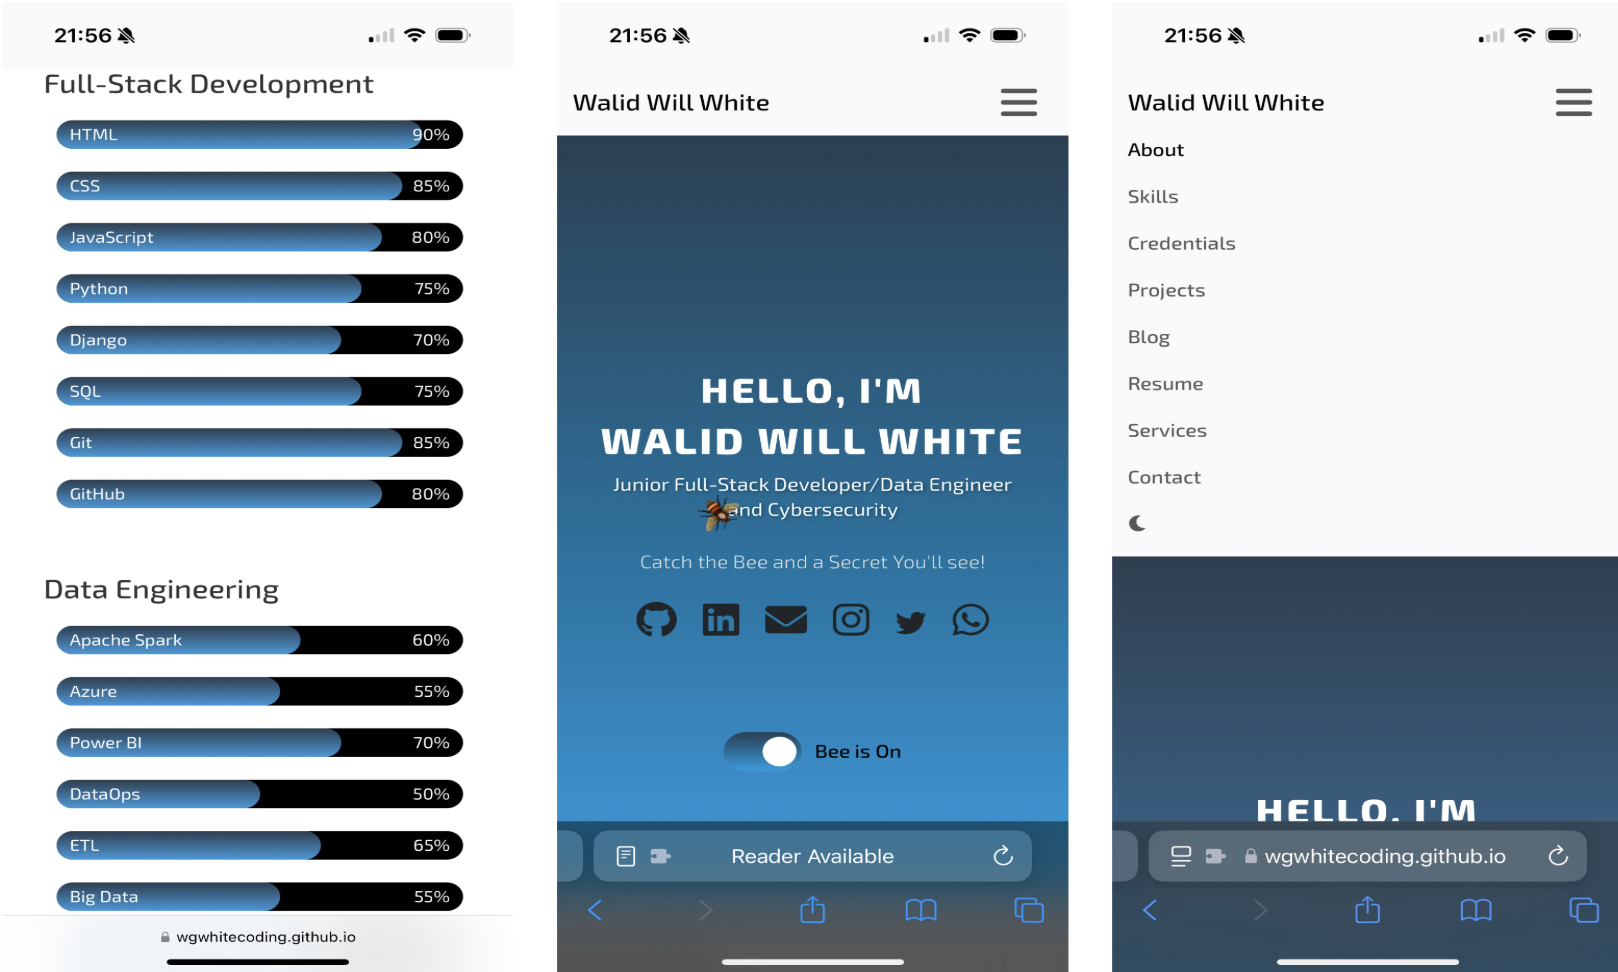 21:56
Full-Stack Development
HTML 90%
CSS 85%
JavaScript 80%
Python 75%
Django 70%
SQL 75%
Git 85%
GitHub 80%
Data Engineering
Apache Spark 60%
Azure 55%
Power BI 70%
DataOps 50%
ETL 65%
Big Data 55%
wgwhitecoding.github.io
21:56
Walid Will White
HELLO, I'M
WALID WILL WHITE
Junior Full-Stack Developer/Data Engineer
and Cybersecurity
Catch the Bee and a Secret You'll see!
in
Bee is On
Reader Available
21:56
Walid Will White
About
Skills
Credentials
Projects
Blog
Resume
Services
Contact
HELLO, I'M
wgwhitecoding.github.io